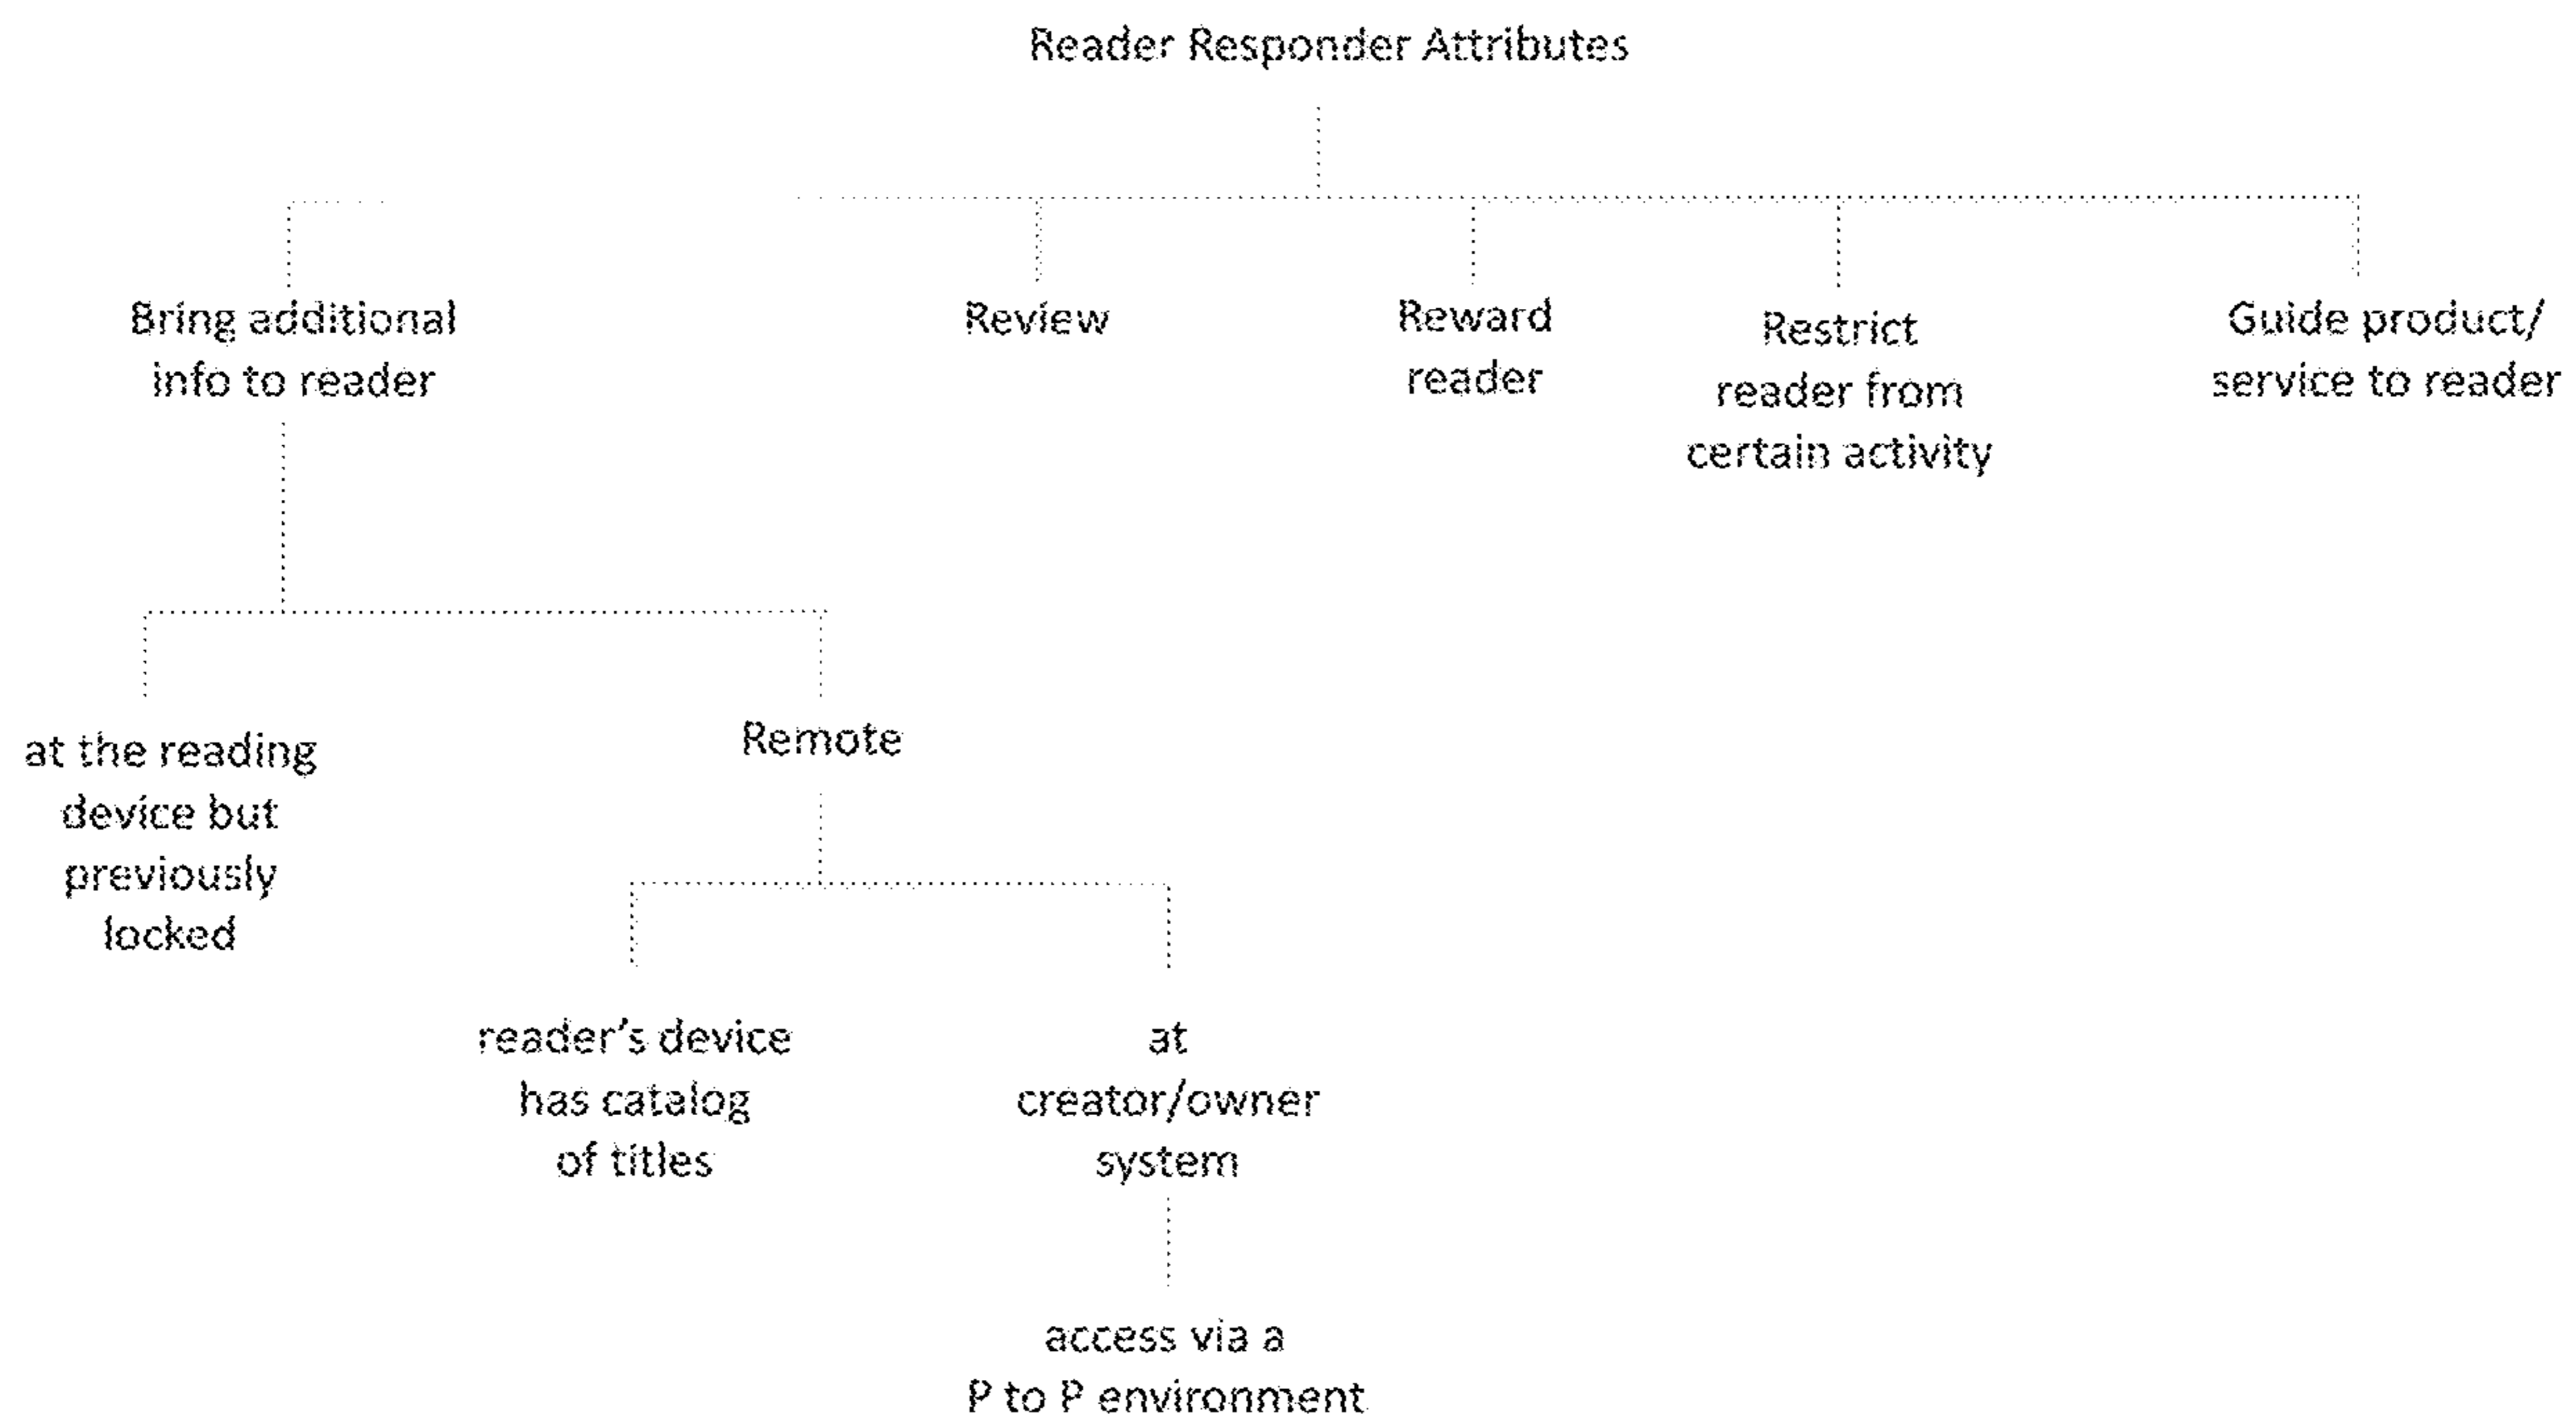 Reader Responder Attributes
Bring additional
info to reader
Review
Reward
reader
Restrict
reader from
certain activity
Guide product/
service to reader
at the reading
device but
previously
locked
Remote
reader's device
has catalog
of titles
at
creator/owner
system
access via a
P to P environment